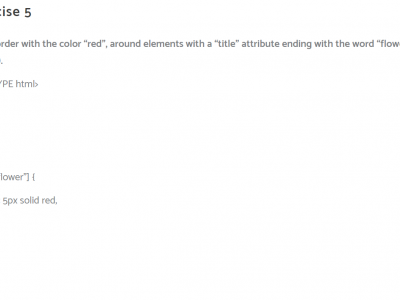 cise 5
order with the color “red”, around elements with a “title” attribute ending with the word “flowe
).
YPE html>
lower”] {
5px solid red,